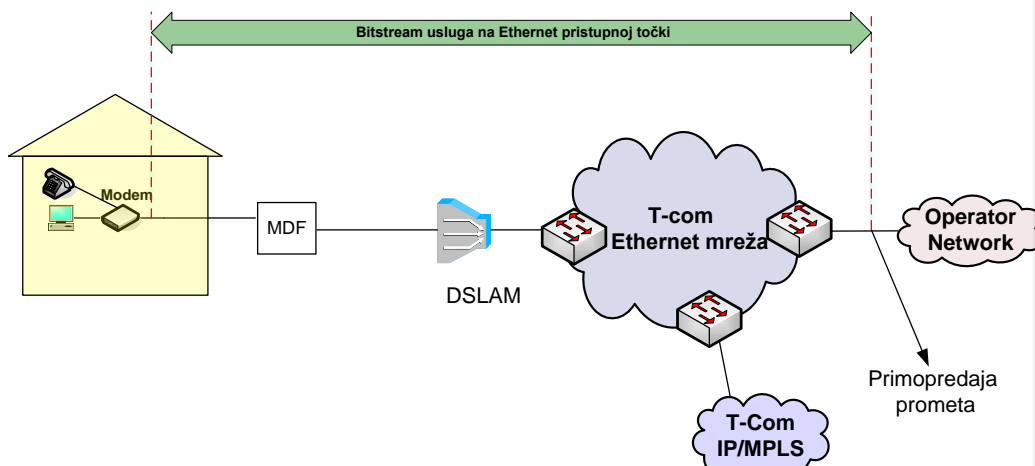 Bitstream usluga na Ethernet pristupnoj točki
Modem
MDF
DSLAM
T-com
Ethernet mreža
Operator
Network
Primopredaja
prometa
T-Com
IP/MPLS